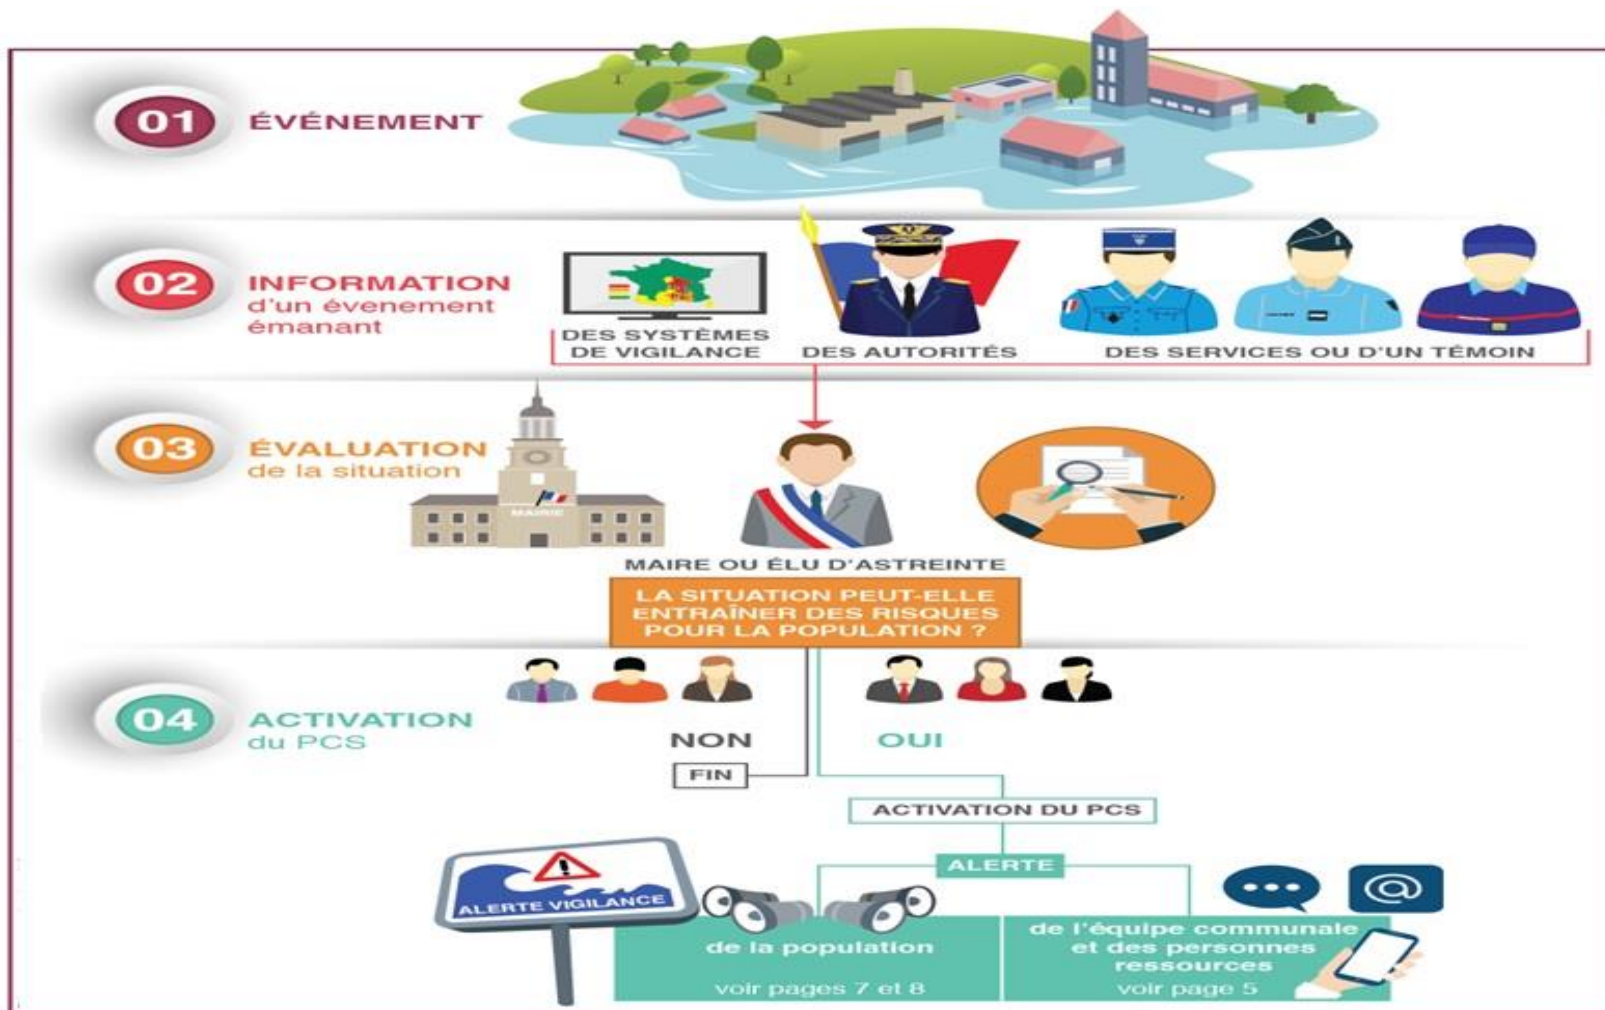 01
ÉVÉNEMENT
02
INFORMATION
d'un évenement
émanant
DES SYSTÈMES
DE VIGILANCE
DES AUTORITÉS
DES SERVICES OU D'UN TÉMOIN
03
ÉVALUATION
de la situation
MAIRIE
MAIRE OU ÉLU D'ASTREINTE
LA SITUATION PEUT-ELLE
ENTRAÎNER DES RISQUES
POUR LA POPULATION ?
04
ACTIVATION
du PCS
NON
OUI
FIN
ACTIVATION DU PCS
ALERTE
ALERTE VIGILANCE
@
de la population
voir pages 7 et 8
de l'équipe communale
et des personnes
ressources
voir page 5